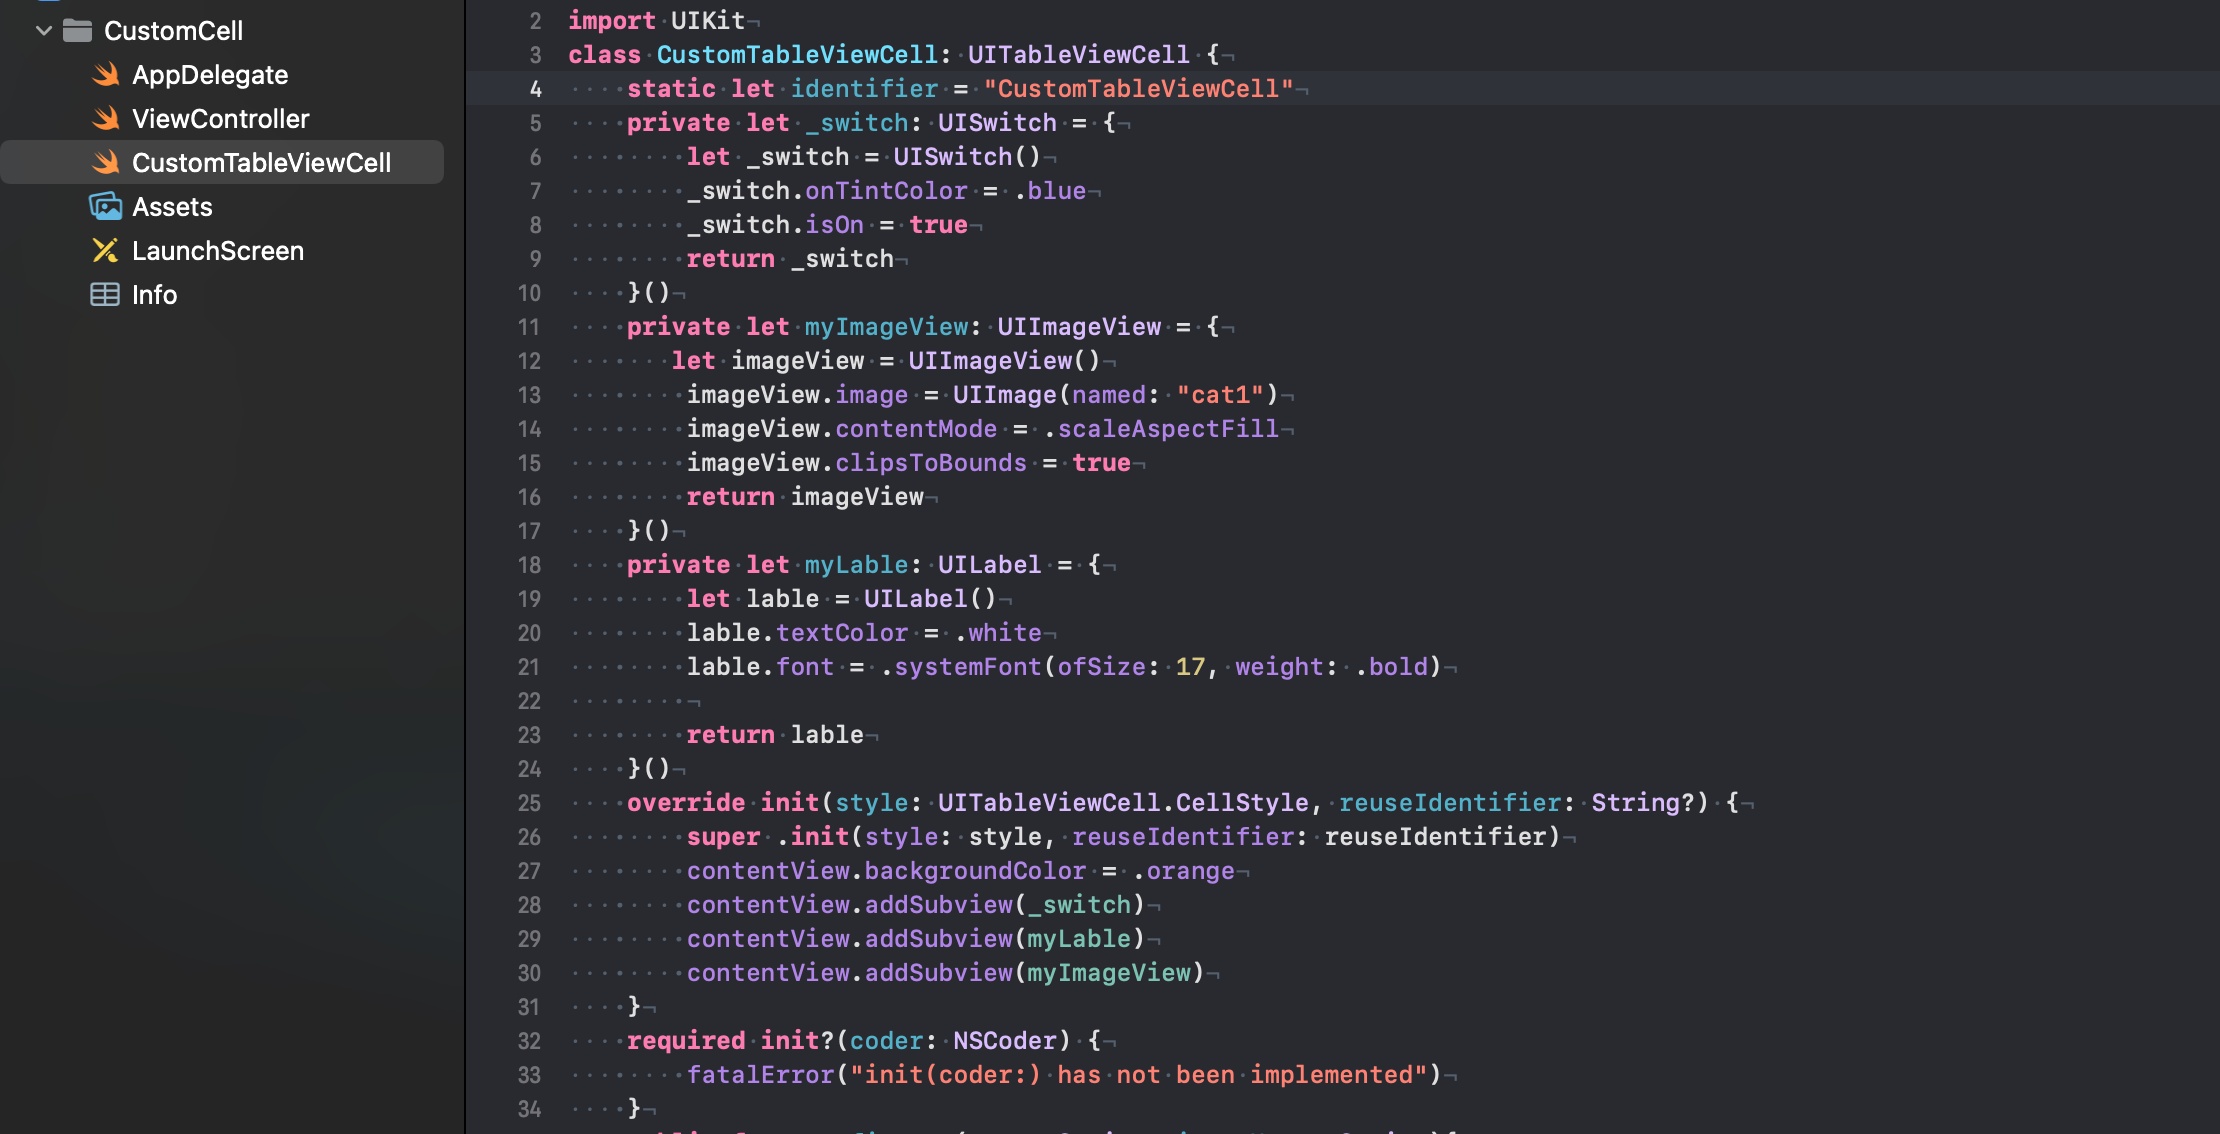 CustomCell
AppDelegate
ViewController
CustomTableViewCell
Assets
LaunchScreen
Info
2 import UIKit
3 class CustomTableViewCell: UITableViewCell {
4 static let identifier = "CustomTableViewCell"
5 private let _switch: UISwitch = {
6 let _switch = UISwitch()
7 _switch.onTintColor = .blue
8 _switch.isOn = true
9 return _switch
10 }()
11 private let myImageView: UIImageView = {
12 let imageView = UIImageView()
13 imageView.image = UIImage(named: "cat1")
14 imageView.contentMode = .scaleAspectFill
15 imageView.clipsToBounds = true
16 return imageView
17 }()
18 private let myLable: UILabel = {
19 let lable = UILabel()
20 lable.textColor = .white
21 lable.font = .systemFont(ofSize: 17, weight: .bold)
22
23 return lable
24 }()
25 override init(style: UITableViewCell.CellStyle, reuseIdentifier: String?) {
26 super .init(style: style, reuseIdentifier: reuseIdentifier)
27 contentView.backgroundColor = .orange
28 contentView.addSubview(_switch)
29 contentView.addSubview(myLable)
30 contentView.addSubview(myImageView)
31 }
32 required init?(coder: NSCoder) {
33 fatalError("init(coder:) has not been implemented")
34 }